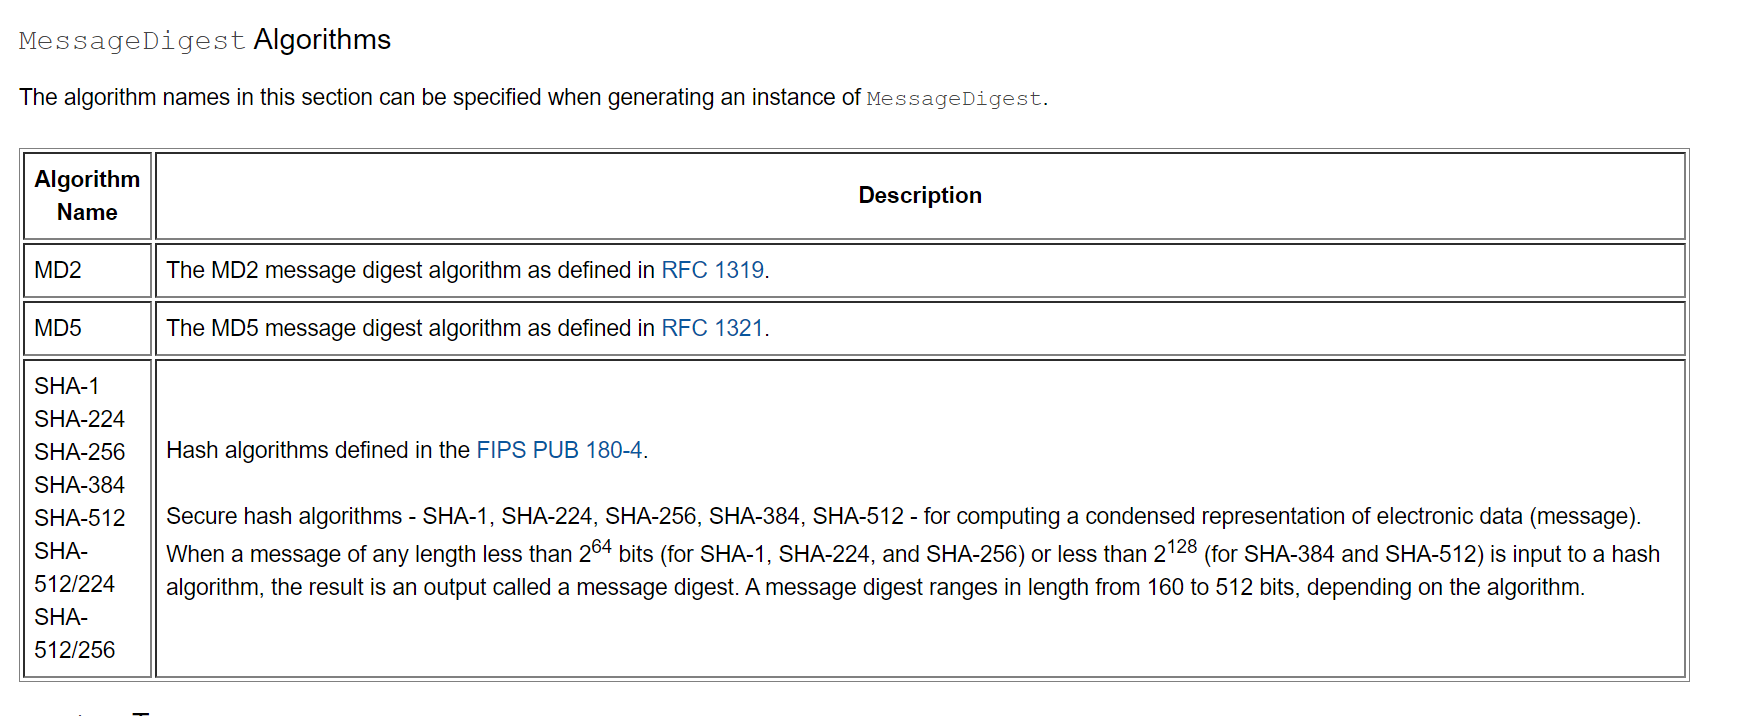 MessageDigest Algorithms
The algorithm names in this section can be specified when generating an instance of MessageDigest.
Algorithm
Name
Description
MD2
The MD2 message digest algorithm as defined in RFC 1319.
MD5
The MD5 message digest algorithm as defined in RFC 1321.
SHA-1
SHA-224
SHA-256
SHA-384
SHA-512
SHA-
512/224
SHA-
512/256
Hash algorithms defined in the FIPS PUB 180-4.
Secure hash algorithms - SHA-1, SHA-224, SHA-256, SHA-384, SHA-512 - for computing a condensed representation of electronic data (message).
When a message of any length less than 2^64 bits (for SHA-1, SHA-224, and SHA-256) or less than 2^128 (for SHA-384 and SHA-512) is input to a hash
algorithm, the result is an output called a message digest. A message digest ranges in length from 160 to 512 bits, depending on the algorithm.